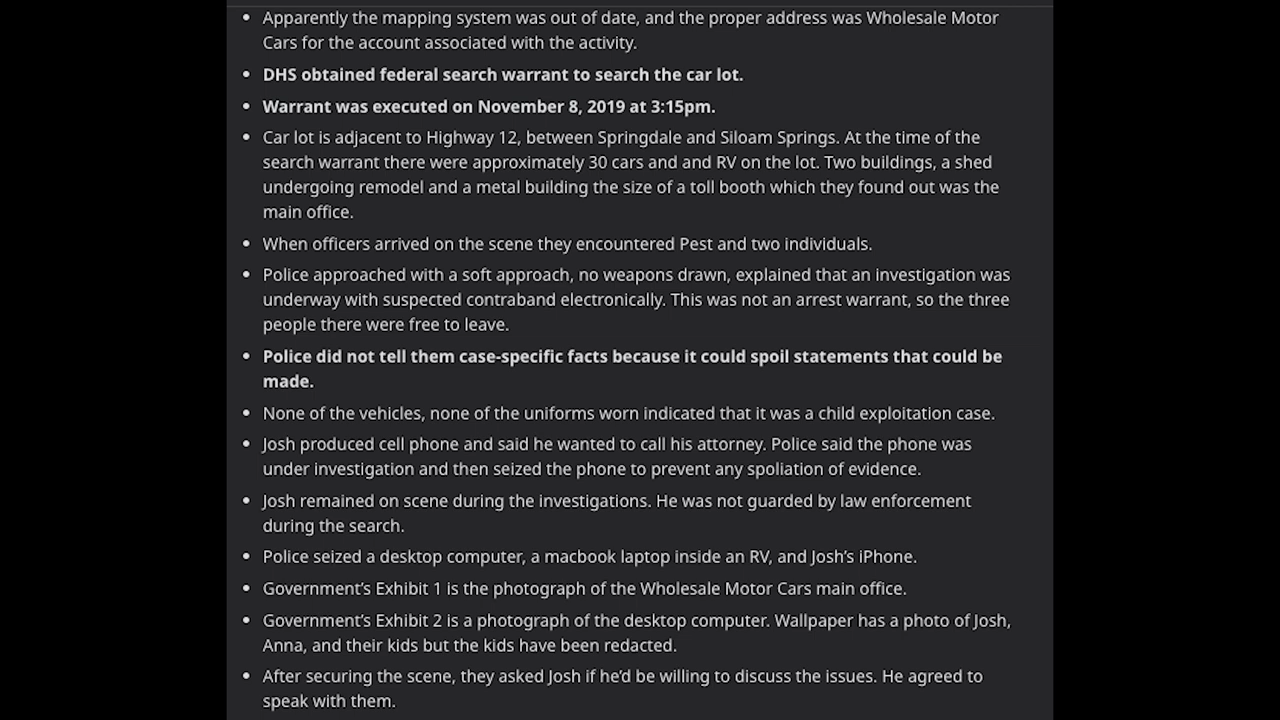 Apparently the mapping system was out of date, and the proper address was Wholesale Motor
Cars for the account associated with the activity.
DHS obtained federal search warrant to search the car lot.
Warrant was executed on November 8, 2019 at 3:15pm.
Car lot is adjacent to Highway 12, between Springdale and Siloam Springs. At the time of the
search warrant there were approximately 30 cars and and RV on the lot. Two buildings, a shed
undergoing remodel and a metal building the size of a toll booth which they found out was the
main office.
When officers arrived on the scene they encountered Pest and two individuals.
Police approached with a soft approach, no weapons drawn, explained that an investigation was
underway with suspected contraband electronically. This was not an arrest warrant, so the three
people there were free to leave.
Police did not tell them case-specific facts because it could spoil statements that could be
made.
None of the vehicles, none of the uniforms worn indicated that it was a child exploitation case.
Josh produced cell phone and said he wanted to call his attorney. Police said the phone was
under investigation and then seized the phone to prevent any spoliation of evidence.
Josh remained on scene during the investigations. He was not guarded by law enforcement
during the search.
Police seized a desktop computer, a macbook laptop inside an RV, and Josh's iPhone.
Government's Exhibit 1 is the photograph of the Wholesale Motor Cars main office.
Government's Exhibit 2 is a photograph of the desktop computer. Wallpaper has a photo of Josh,
Anna, and their kids but the kids have been redacted.
After securing the scene, they asked Josh if he'd be willing to discuss the issues. He agreed to
speak with them.